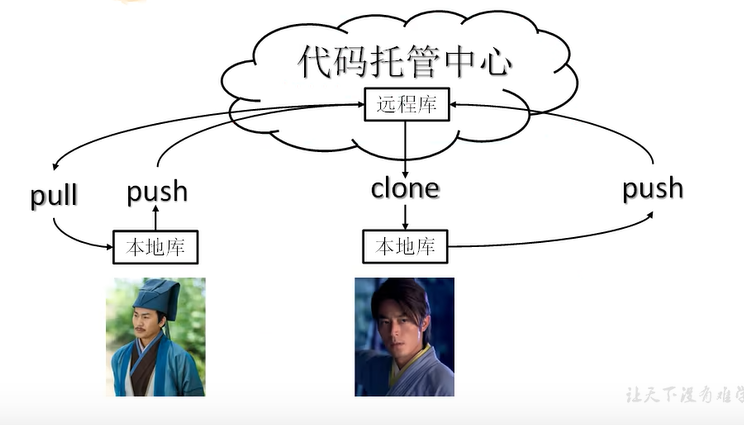 代码托管中心
远程库
pull
push
clone
push
本地库
本地库
让天下没有难学